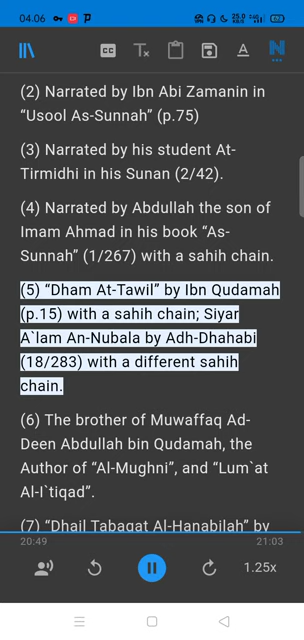 04.06
25.0
KB/S
72
CC
T
A
N
(2) Narrated by Ibn Abi Zamanin in
“Usool As-Sunnah” (p.75)
(3) Narrated by his student At-
Tirmidhi in his Sunan (2/42).
(4) Narrated by Abdullah the son of
Imam Ahmad in his book “As-
Sunnah” (1/267) with a sahih chain.
(5) “Dham At-Tawil” by Ibn Qudamah
(p.15) with a sahih chain; Siyar
A`lam An-Nubala by Adh-Dhahabi
(18/283) with a different sahih
chain.
(6) The brother of Muwaffaq Ad-
Deen Abdullah bin Qudamah, the
Author of “Al-Mughni”, and “Lum`at
Al-I`tiqad”.
(7) “Dhail Tabaqat Al-Hanabilah” by
20:49
21:03
1.25x